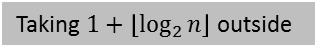 Taking 1 + ⌊log₂ n⌋ outside